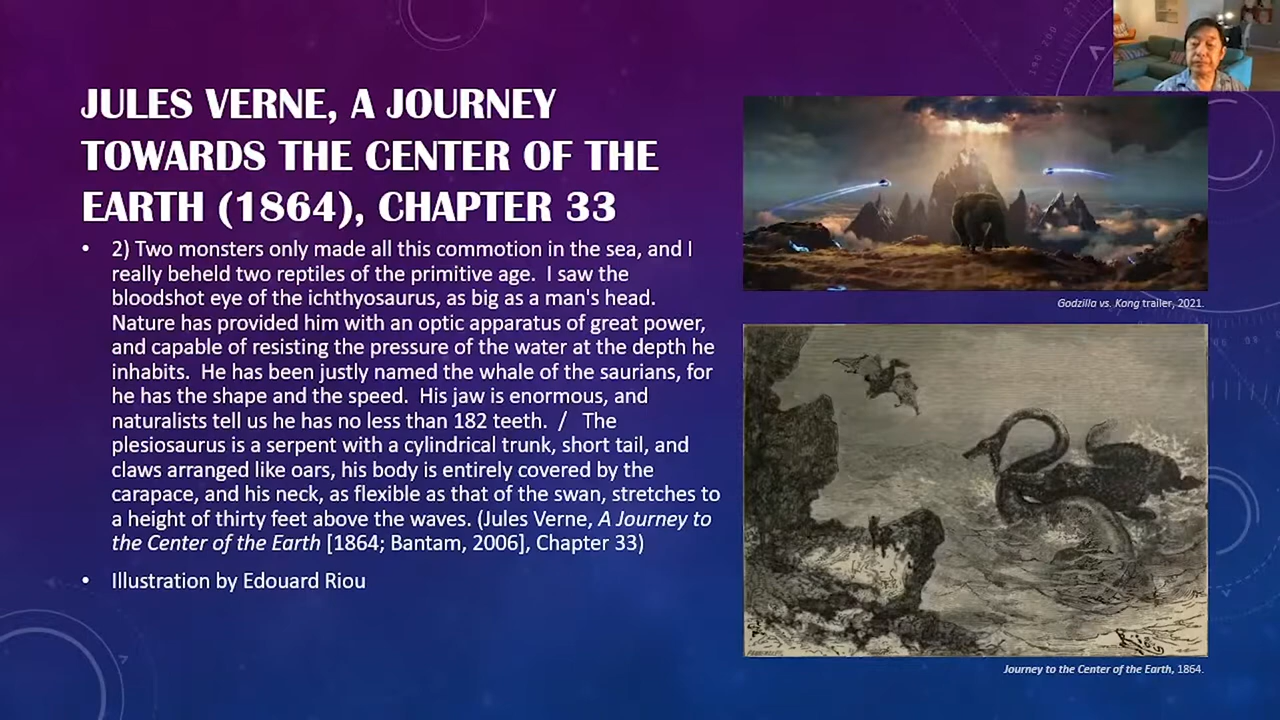 JULES VERNE, A JOURNEY
TOWARDS THE CENTER OF THE
EARTH (1864), CHAPTER 33
• 2) Two monsters only made all this commotion in the sea, and I
really beheld two reptiles of the primitive age. I saw the
bloodshot eye of the ichthyosaurus, as big as a man's head.
Nature has provided him with an optic apparatus of great power,
and capable of resisting the pressure of the water at the depth he
inhabits. He has been justly named the whale of the saurians, for
he has the shape and the speed. His jaw is enormous, and
naturalists tell us he has no less than 182 teeth. / The
plesiosaurus is a serpent with a cylindrical trunk, short tail, and
claws arranged like oars, his body is entirely covered by the
carapace, and his neck, as flexible as that of the swan, stretches to
a height of thirty feet above the waves. (Jules Verne, A Journey to
the Center of the Earth [1864; Bantam, 2006], Chapter 33)
• Illustration by Edouard Riou
Godzilla vs. Kong trailer, 2021.
Journey to the Center of the Earth, 1864.